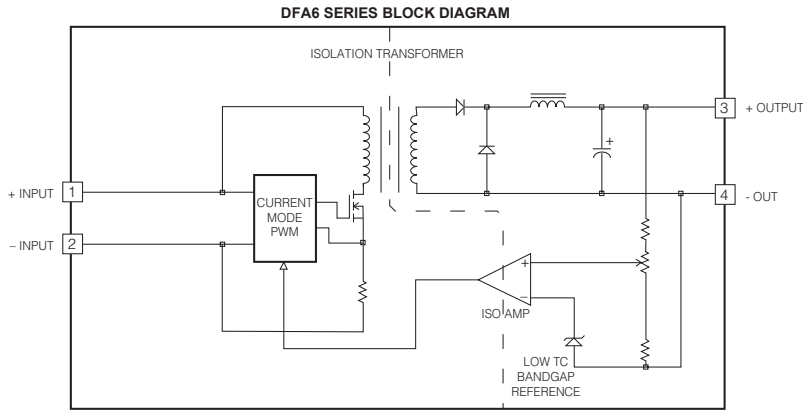 DFA6 SERIES BLOCK DIAGRAM
ISOLATION TRANSFORMER
3
+ OUTPUT
+
+ INPUT
1
CURRENT
MODE
PWM
4
- OUT
– INPUT
2
+
–
ISO AMP
LOW TC
BANDGAP
REFERENCE